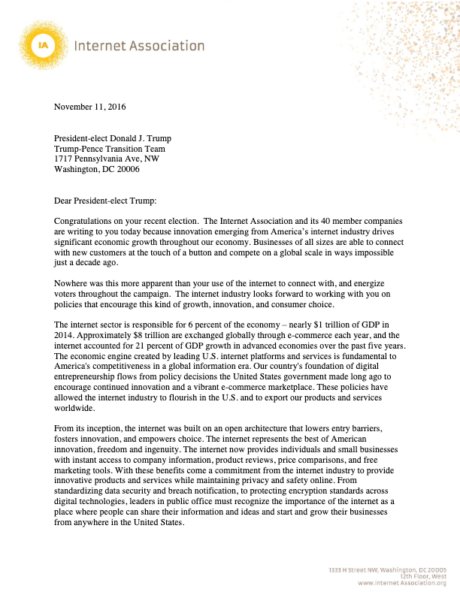 IA
Internet Association
November 11, 2016
President-elect Donald J. Trump
Trump-Pence Transition Team
1717 Pennsylvania Ave, NW
Washington, DC 20006
Dear President-elect Trump:
Congratulations on your recent election. The Internet Association and its 40 member companies
are writing to you today because innovation emerging from America's internet industry drives
significant economic growth throughout our economy. Businesses of all sizes are able to connect
with new customers at the touch of a button and compete on a global scale in ways impossible
just a decade ago.
Nowhere was this more apparent than your use of the internet to connect with, and energize
voters throughout the campaign. The internet industry looks forward to working with you on
policies that encourage this kind of growth, innovation, and consumer choice.
The internet sector is responsible for 6 percent of the economy – nearly $1 trillion of GDP in
2014. Approximately $8 trillion are exchanged globally through e-commerce each year, and the
internet accounted for 21 percent of GDP growth in advanced economies over the past five years.
The economic engine created by leading U.S. internet platforms and services is fundamental to
America's competitiveness in a global information era. Our country's foundation of digital
entrepreneurship flows from policy decisions the United States government made long ago to
encourage continued innovation and a vibrant e-commerce marketplace. These policies have
allowed the internet industry to flourish in the U.S. and to export our products and services
worldwide.
From its inception, the internet was built on an open architecture that lowers entry barriers,
fosters innovation, and empowers choice. The internet represents the best of American
innovation, freedom and ingenuity. The internet now provides individuals and small businesses
with instant access to company information, product reviews, price comparisons, and free
marketing tools. With these benefits come a commitment from the internet industry to provide
innovative products and services while maintaining privacy and safety online. From
standardizing data security and breach notification, to protecting encryption standards across
digital technologies, leaders in public office must recognize the importance of the internet as a
place where people can share their information and ideas and start and grow their businesses
from anywhere in the United States.
1333 H Street NW, Washington, DC 20005
12th Floor, West
www.internetAssociation.org